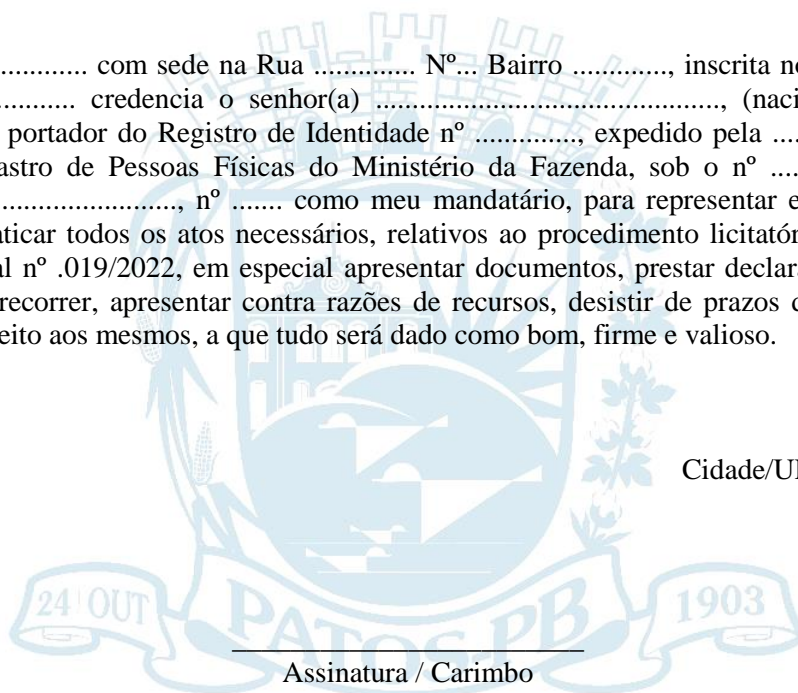 ............ com sede na Rua ............. Nº... Bairro ............., inscrita no
............ credencia o senhor(a) ......................................., (naci
portador do Registro de Identidade nº ............., expedido pela .....
astro de Pessoas Físicas do Ministério da Fazenda, sob o nº .....
........................., nº ....... como meu mandatário, para representar e
aticar todos os atos necessários, relativos ao procedimento licitatór
al nº .019/2022, em especial apresentar documentos, prestar declara
recorrer, apresentar contra razões de recursos, desistir de prazos d
eito aos mesmos, a que tudo será dado como bom, firme e valioso.
Cidade/U
24 OUT
PATOS-PB
1903
Assinatura / Carimbo